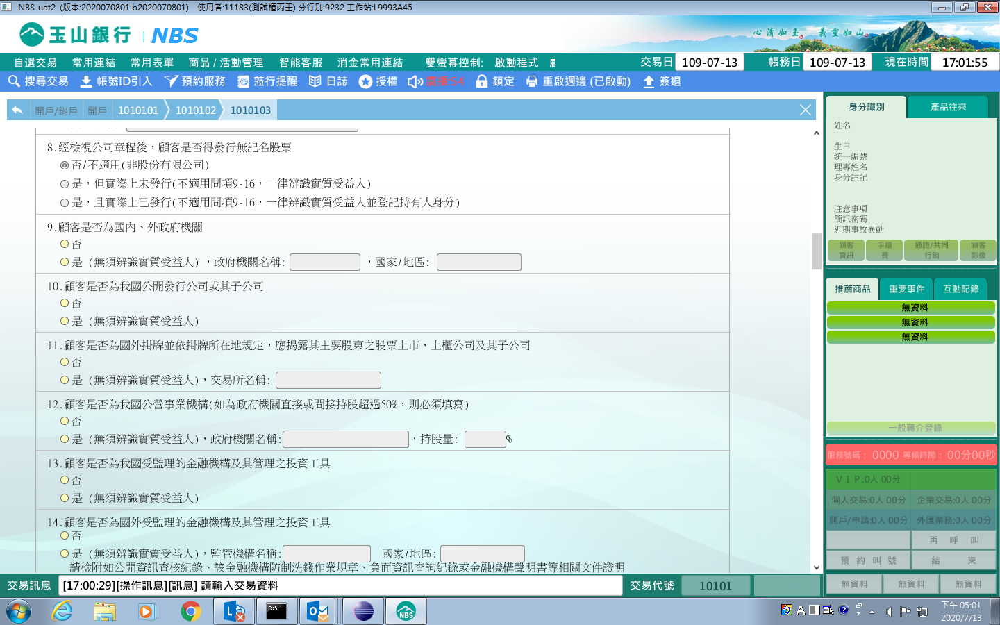 NBS-uat2 (版本:2020070801.b2020070801) 使用者:11183(測試櫃丙壬) 分行別:9232 工作站:L9993A45
玉山銀行 NBS
心清如玉 義重如山
自選交易 常用連結 常用表單 商品/活動管理 智能客服 消金常用連結 雙螢幕控制: 啟動程式
交易日 109-07-13 帳務日 109-07-13 現在時間 17:01:55
搜尋交易 帳號ID引入 預約服務 蒞行提醒 日誌 授權 鎖定 重啟週邊 (已啟動) 簽退
開戶/銷戶 開戶 1010101 1010102 1010103
8.經檢視公司章程後，顧客是否得發行無記名股票
否/不適用(非股份有限公司)
是，但實際上未發行(不適用問項9-16，一律辨識實質受益人)
是，且實際上已發行(不適用問項9-16，一律辨識實質受益人並登記持有人身分)
9.顧客是否為國內、外政府機關
否
是 (無須辨識實質受益人) ，政府機關名稱: ，國家/地區:
10.顧客是否為我國公開發行公司或其子公司
否
是 (無須辨識實質受益人)
11.顧客是否為國外掛牌並依掛牌所在地規定，應揭露其主要股東之股票上市、上櫃公司及其子公司
否
是 (無須辨識實質受益人)，交易所名稱:
12.顧客是否為我國公營事業機構(如為政府機關直接或間接持股超過50%，則必須填寫)
否
是 (無須辨識實質受益人)，政府機關名稱: ，持股量: %
13.顧客是否為我國受監理的金融機構及其管理之投資工具
否
是 (無須辨識實質受益人)
14.顧客是否為國外受監理的金融機構及其管理之投資工具
否
是 (無須辨識實質受益人)，監管機構名稱: 國家/地區:
請檢附如公開資訊查核紀錄、該金融機構防制洗錢作業規章、負面資訊查詢紀錄或金融機構聲明書等相關文件證明
身分識別 產品往來
姓名
生日
統一編號
理專姓名
身分註記
注意事項
簡訊密碼
近期事故異動
顧客資訊 手續費 通路/共同行銷 顧客影像
推薦商品 重要事件 互動記錄
無資料
無資料
無資料
一般轉介登錄
服務號碼： 0000 等候時間： 00分00秒
ＶＩＰ:0人 00分
個人交易:0人 00分 企業交易:0人 00分
開戶/申請:0人 00分 外匯業務:0人 00分
再 呼 叫
預 約 叫 號 結 束
無資料 無資料 無資料
交易訊息 [17:00:29][操作訊息][訊息] 請輸入交易資料 交易代號 10101
下午 05:01
2020/7/13